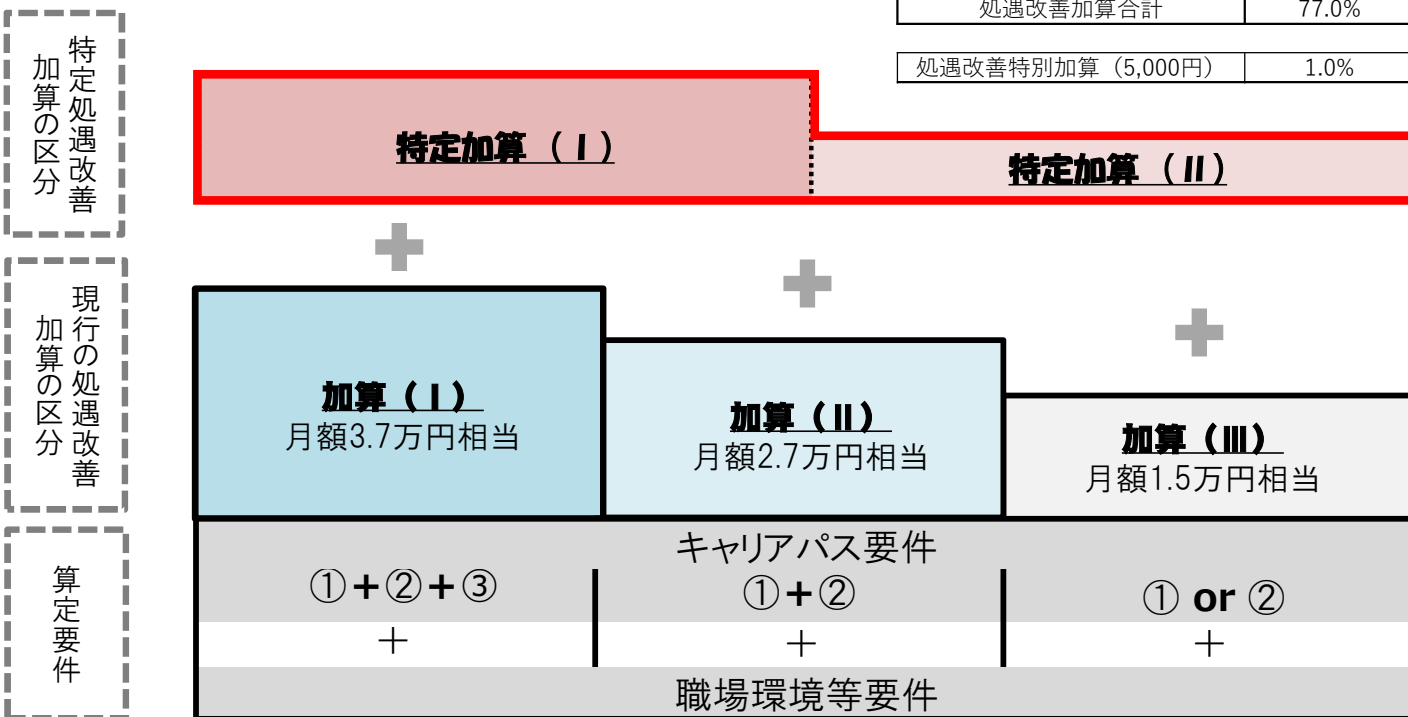 処遇改善加算合計 77.0%
処遇改善特別加算（5,000円） 1.0%
特定処遇改善
加算の区分
特定加算（Ⅰ）
特定加算（Ⅱ）
現行の処遇改善
加算の区分
加算（Ⅰ）
月額3.7万円相当
加算（Ⅱ）
月額2.7万円相当
加算（Ⅲ）
月額1.5万円相当
算定要件
キャリアパス要件
①+②+③
①+②
① or ②
＋ ＋ ＋
職場環境等要件